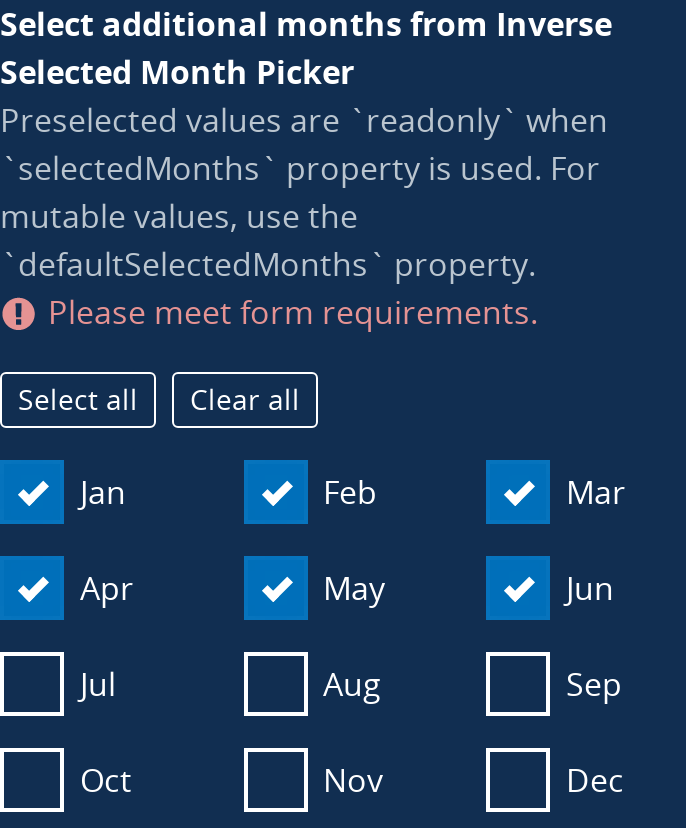 Select additional months from Inverse
Selected Month Picker
Preselected values are `readonly` when
`selectedMonths` property is used. For
mutable values, use the
`defaultSelectedMonths` property.
Please meet form requirements.
Select all Clear all
Jan Feb Mar
Apr May Jun
Jul Aug Sep
Oct Nov Dec